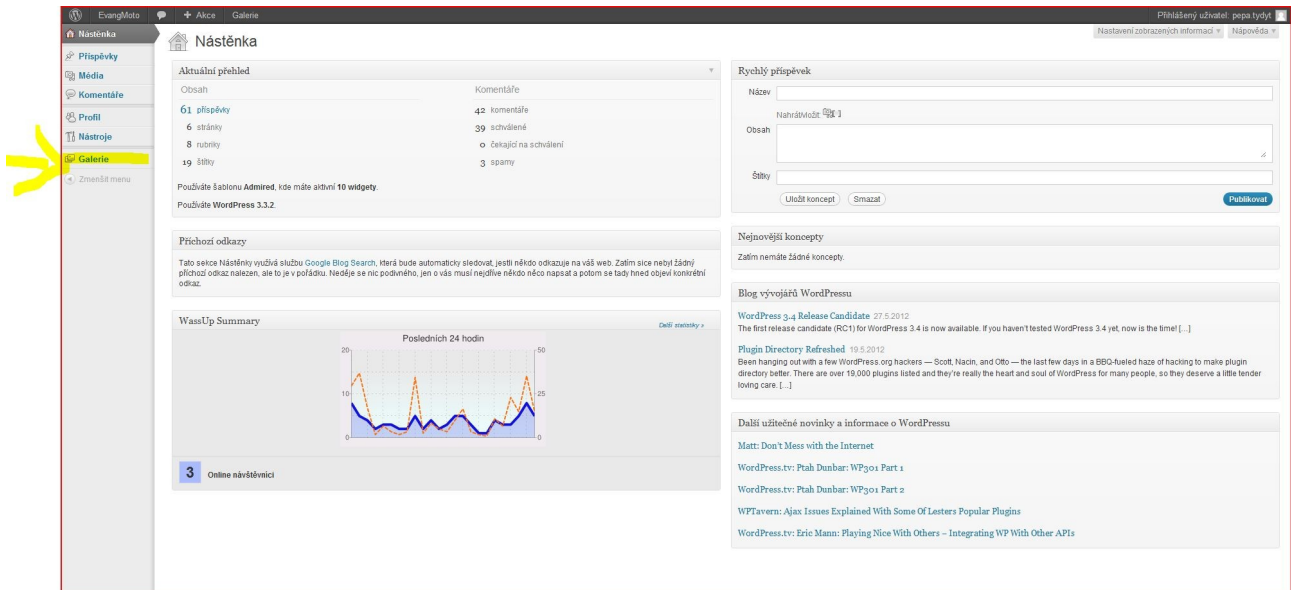 EvangMoto + Akce Galerie Přihlášený uživatel: pepa.tydyt
Nastavení zobrazených informací Nápověda
Nástěnka
Příspěvky
Média
Komentáře
Profil
Nástroje
Galerie
Zmenšit menu
Nástěnka
Aktuální přehled
Obsah
61 příspěvky
6 stránky
8 rubriky
19 štítky
Komentáře
42 komentáře
39 schválené
0 čekající na schválení
3 spamy
Používáte šablonu Admired, kde máte aktivní 10 widgety.
Používáte WordPress 3.3.2.
Příchozí odkazy
Tato sekce Nástěnky využívá službu Google Blog Search, která bude automaticky sledovat, jestli někdo odkazuje na váš web. Zatím sice nebyl žádný
příchozí odkaz nalezen, ale to je v pořádku. Neděje se nic podivného, jen o vás musí nejdříve někdo něco napsat a potom se tady hned objeví konkrétní
odkaz.
WassUp Summary
Další statistiky »
Posledních 24 hodin
20 50
10 25
0 0
3 Online návštěvníci
Rychlý příspěvek
Název
Nahrát/vložit
Obsah
Štítky
Uložit koncept Smazat Publikovat
Nejnovější koncepty
Zatím nemáte žádné koncepty.
Blog vývojářů WordPressu
WordPress 3.4 Release Candidate 27.5.2012
The first release candidate (RC1) for WordPress 3.4 is now available. If you haven't tested WordPress 3.4 yet, now is the time! […]
Plugin Directory Refreshed 19.5.2012
Been hanging out with a few WordPress.org hackers — Scott, Nacin, and Otto — the last few days in a BBQ-fueled haze of hacking to make plugin
directory better. There are over 19,000 plugins listed and they're really the heart and soul of WordPress for many people, so they deserve a little tender
loving care. […]
Další užitečné novinky a informace o WordPressu
Matt: Don't Mess with the Internet
WordPress.tv: Ptah Dunbar: WP301 Part 1
WordPress.tv: Ptah Dunbar: WP301 Part 2
WPTavern: Ajax Issues Explained With Some Of Lesters Popular Plugins
WordPress.tv: Eric Mann: Playing Nice With Others – Integrating WP With Other APIs